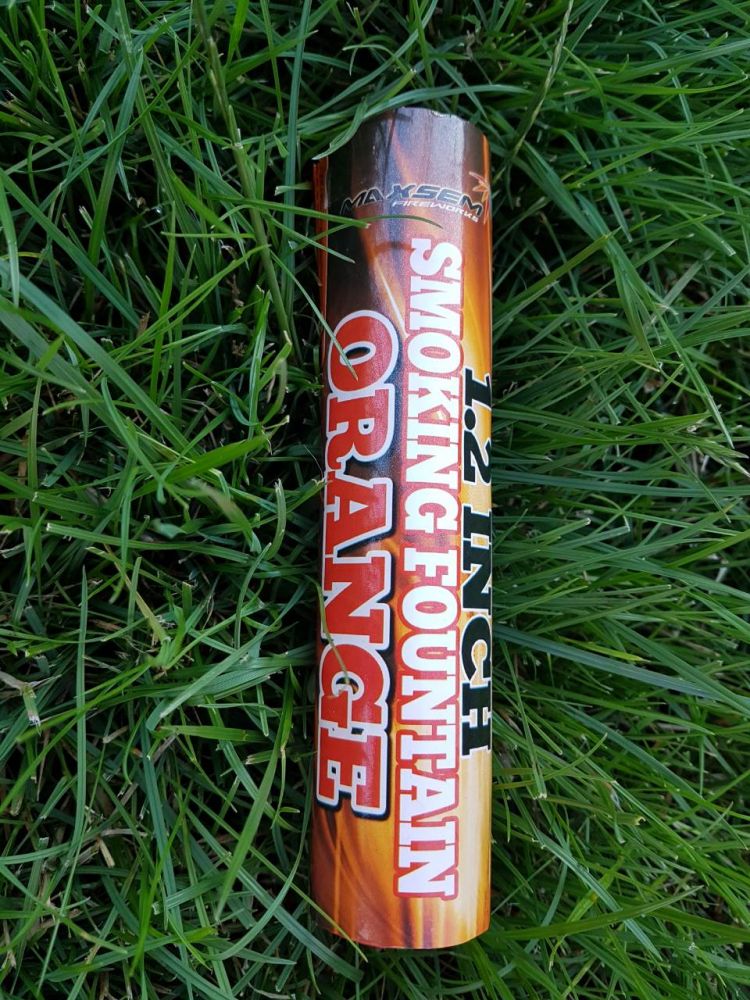 MAXSEM
FIREWORKS
1.2 INCH
SMOKING FOUNTAIN
ORANGE